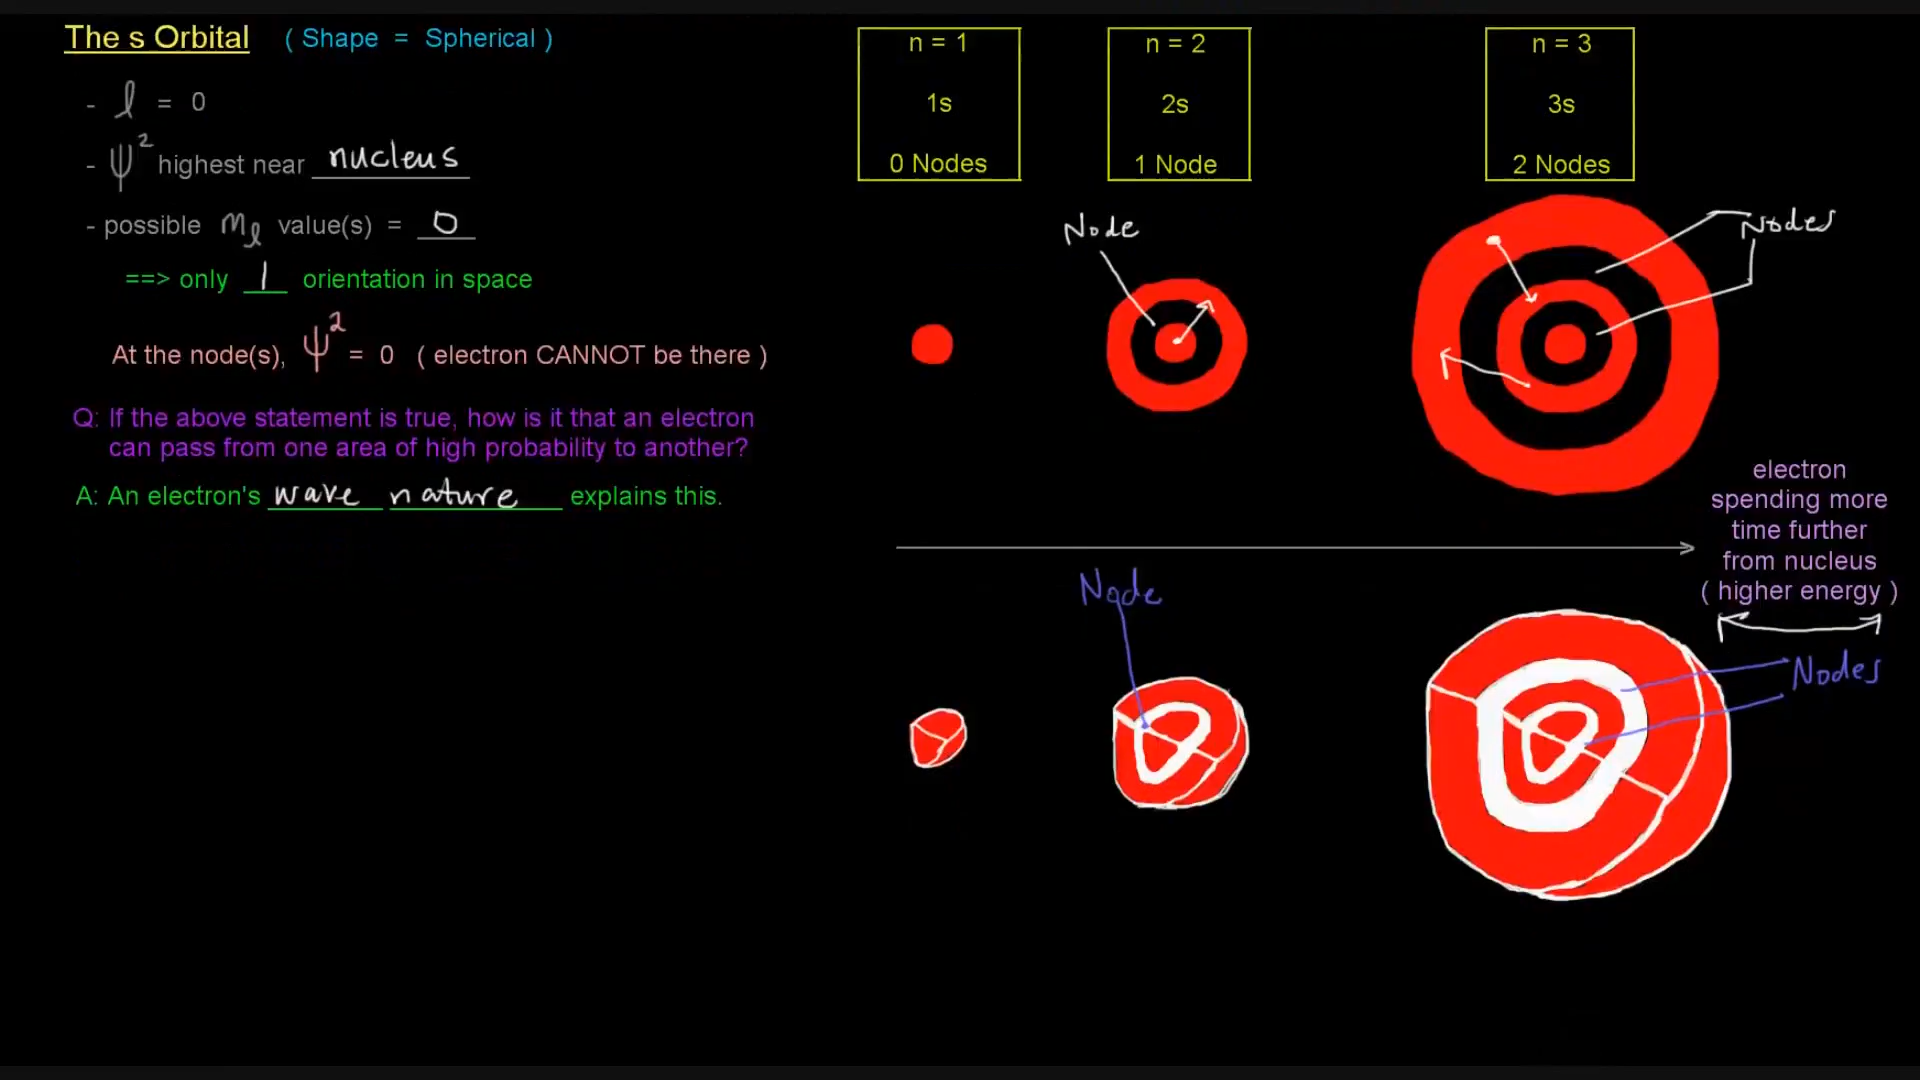 The s Orbital ( Shape = Spherical )
- l = 0
- ψ² highest near nucleus
- possible mℓ value(s) = 0
==> only 1 orientation in space
At the node(s), ψ² = 0 ( electron CANNOT be there )
Q: If the above statement is true, how is it that an electron
can pass from one area of high probability to another?
A: An electron's wave nature explains this.
n = 1
1s
0 Nodes
n = 2
2s
1 Node
n = 3
3s
2 Nodes
Node
Nodes
electron
spending more
time further
from nucleus
( higher energy )
Node
Nodes